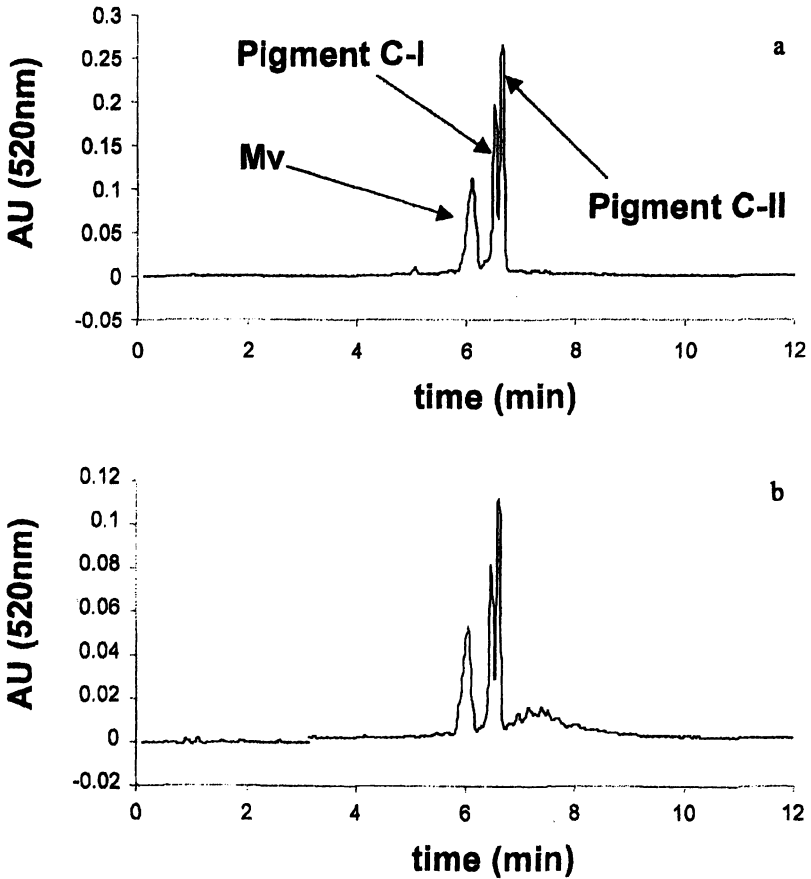 a
0.3
0.25
0.2
0.15
0.1
0.05
0
-0.05
AU (520nm)
Pigment C-I
Mv
Pigment C-II
0 2 4 6 8 10 12
time (min)
b
0.12
0.1
0.08
0.06
0.04
0.02
0
-0.02
AU (520nm)
0 2 4 6 8 10 12
time (min)